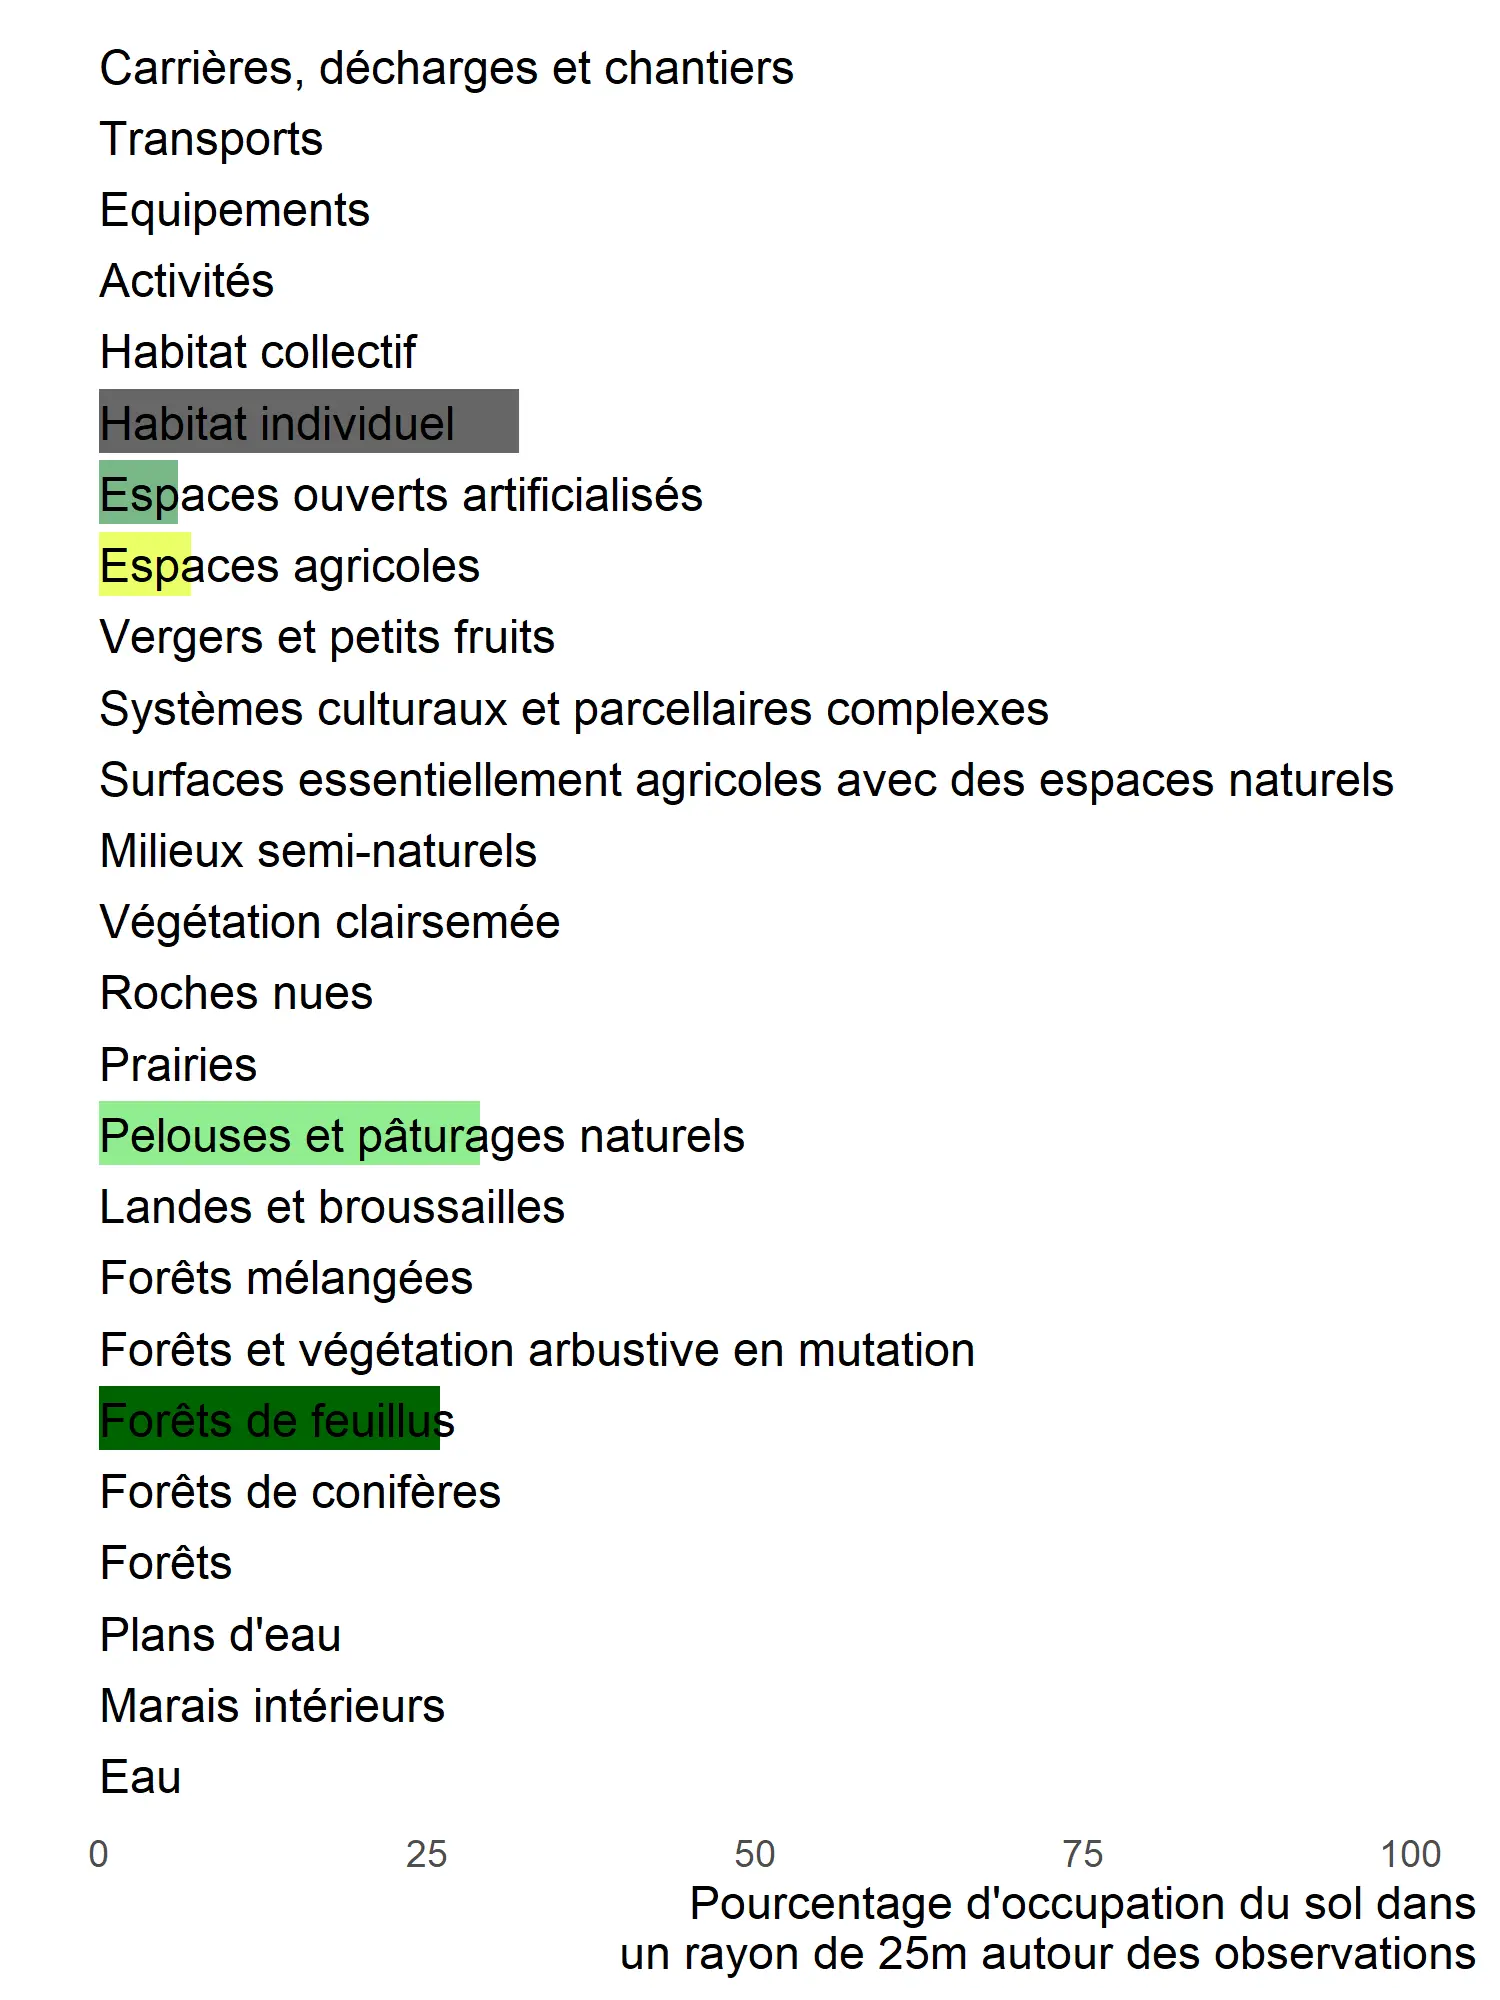 Carrières, décharges et chantiers
Transports
Equipements
Activités
Habitat collectif
Habitat individuel
Espaces ouverts artificialisés
Espaces agricoles
Vergers et petits fruits
Systèmes culturaux et parcellaires complexes
Surfaces essentiellement agricoles avec des espaces naturels
Milieux semi-naturels
Végétation clairsemée
Roches nues
Prairies
Pelouses et pâturages naturels
Landes et broussailles
Forêts mélangées
Forêts et végétation arbustive en mutation
Forêts de feuillus
Forêts de conifères
Forêts
Plans d'eau
Marais intérieurs
Eau
0 25 50 75 100
Pourcentage d'occupation du sol dans
un rayon de 25m autour des observations